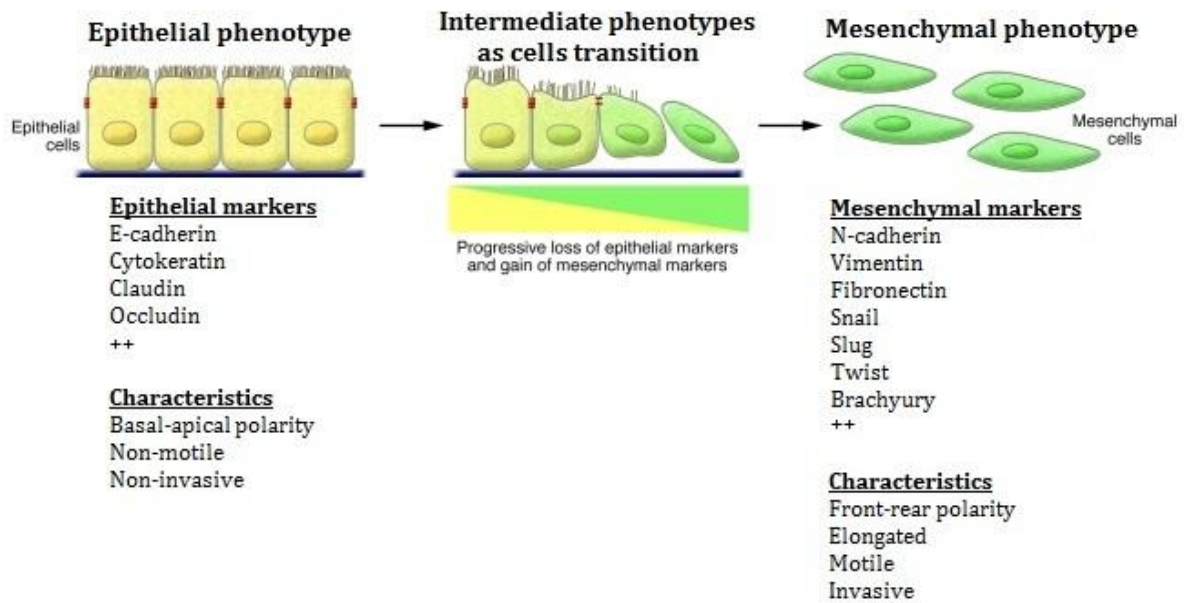 Epithelial phenotype
Epithelial
cells
Epithelial markers
E-cadherin
Cytokeratin
Claudin
Occludin
++
Characteristics
Basal-apical polarity
Non-motile
Non-invasive
Intermediate phenotypes
as cells transition
Progressive loss of epithelial markers
and gain of mesenchymal markers
Mesenchymal phenotype
Mesenchymal
cells
Mesenchymal markers
N-cadherin
Vimentin
Fibronectin
Snail
Slug
Twist
Brachyury
++
Characteristics
Front-rear polarity
Elongated
Motile
Invasive